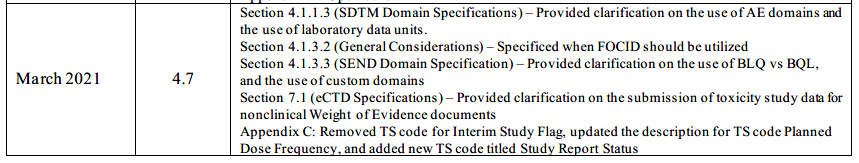 Section 4.1.1.3 (SDTM Domain Specifications) – Provided clarification on the use of AE domains and
the use of laboratory data units.
Section 4.1.3.2 (General Considerations) – Specificed when FOCID should be utilized
Section 4.1.3.3 (SEND Domain Specification) – Provided clarification on the use of BLQ vs BQL,
March 2021 4.7 and the use of custom domains
Section 7.1 (eCTD Specifications) – Provided clarification on the submission of toxicity study data for
nonclinical Weight of Evidence documents
Appendix C: Removed TS code for Interim Study Flag, updated the description for TS code Planned
Dose Frequency, and added new TS code titled Study Report Status